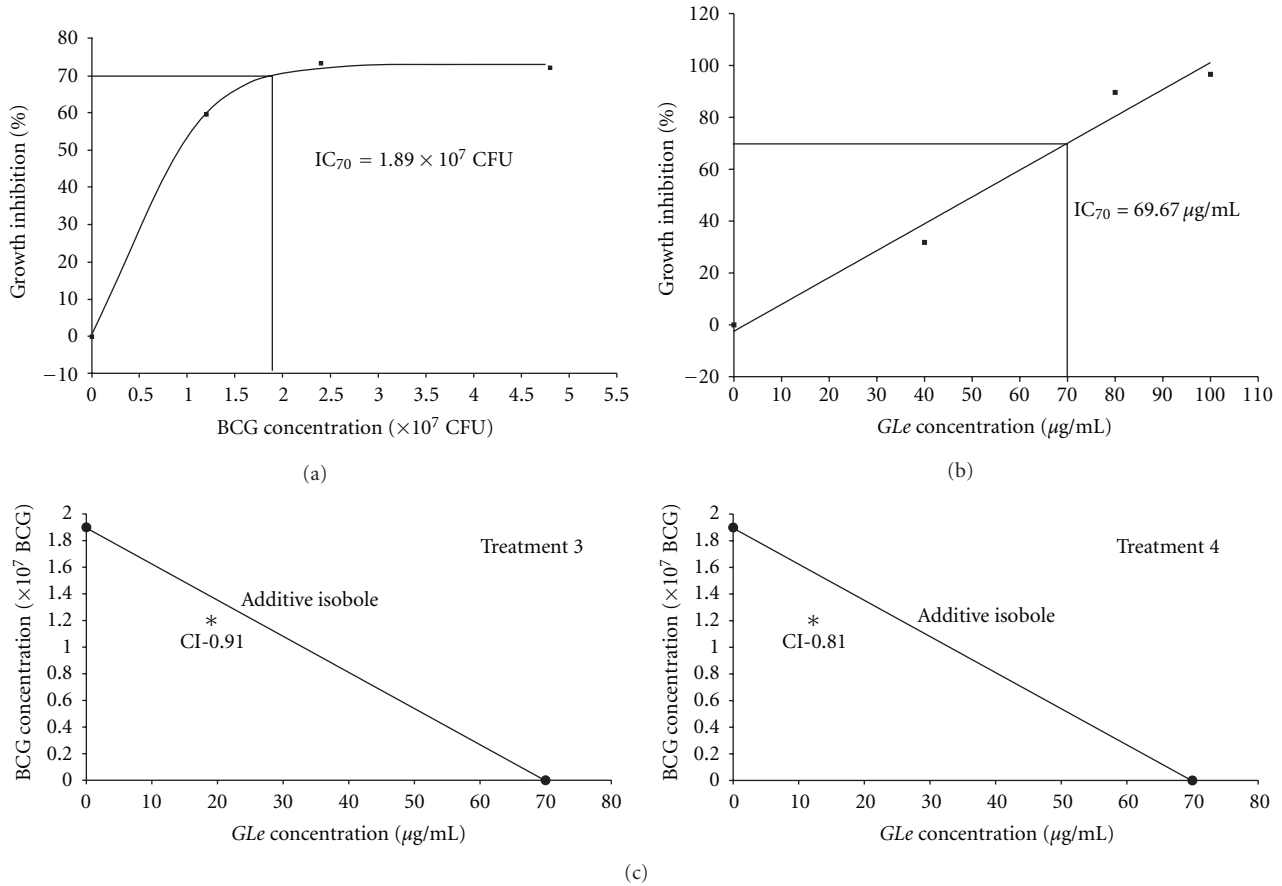 80
70
60
50
40
30
20
10
0
−10
Growth inhibition (%)
IC70 = 1.89 × 10^7 CFU
0 0.5 1 1.5 2 2.5 3 3.5 4 4.5 5 5.5
BCG concentration (×10^7 CFU)
(a)
120
100
80
60
40
20
0
−20
Growth inhibition (%)
IC70 = 69.67 μg/mL
0 10 20 30 40 50 60 70 80 90 100 110
GLe concentration (μg/mL)
(b)
2
1.8
1.6
1.4
1.2
1
0.8
0.6
0.4
0.2
0
BCG concentration (×10^7 BCG)
Treatment 3
Additive isobole
*
CI-0.91
0 10 20 30 40 50 60 70 80
GLe concentration (μg/mL)
2
1.8
1.6
1.4
1.2
1
0.8
0.6
0.4
0.2
0
BCG concentration (×10^7 BCG)
Treatment 4
Additive isobole
*
CI-0.81
0 10 20 30 40 50 60 70 80
GLe concentration (μg/mL)
(c)